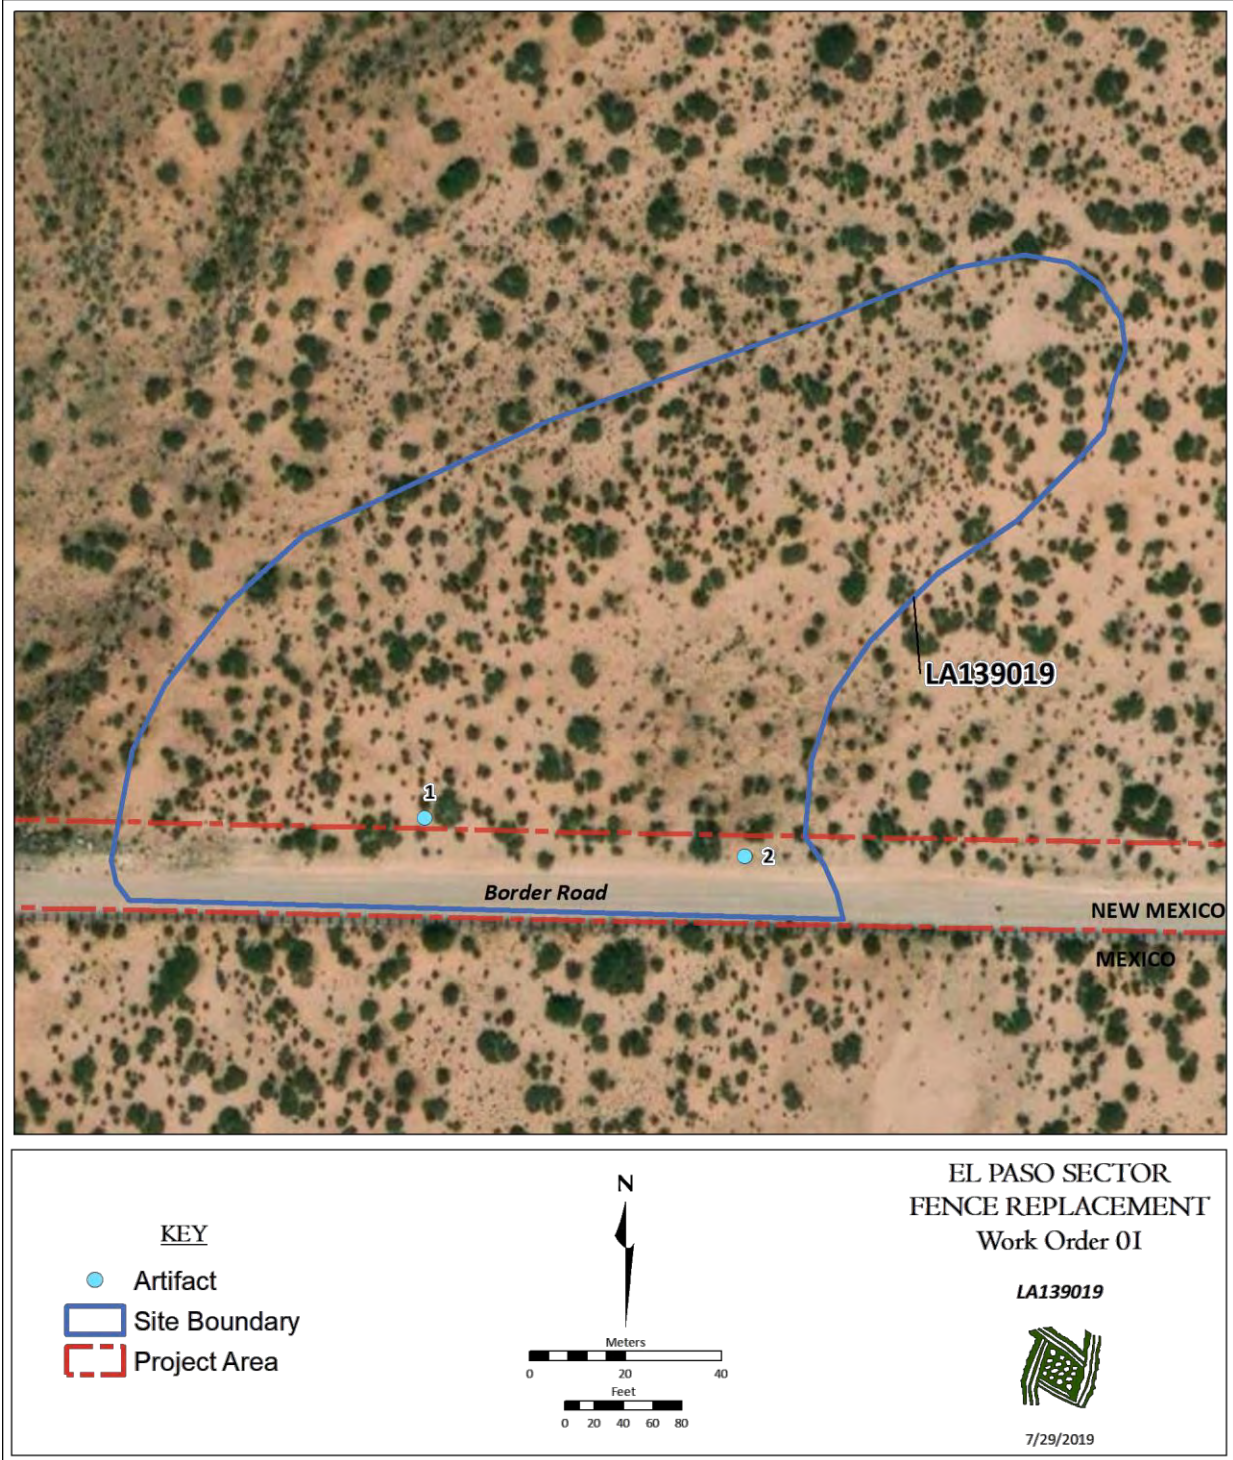 LA139019
1
2
Border Road
NEW MEXICO
MEXICO
KEY
Artifact
Site Boundary
Project Area
N
Meters
0 20 40
Feet
0 20 40 60 80
EL PASO SECTOR
FENCE REPLACEMENT
Work Order 01
LA139019
7/29/2019